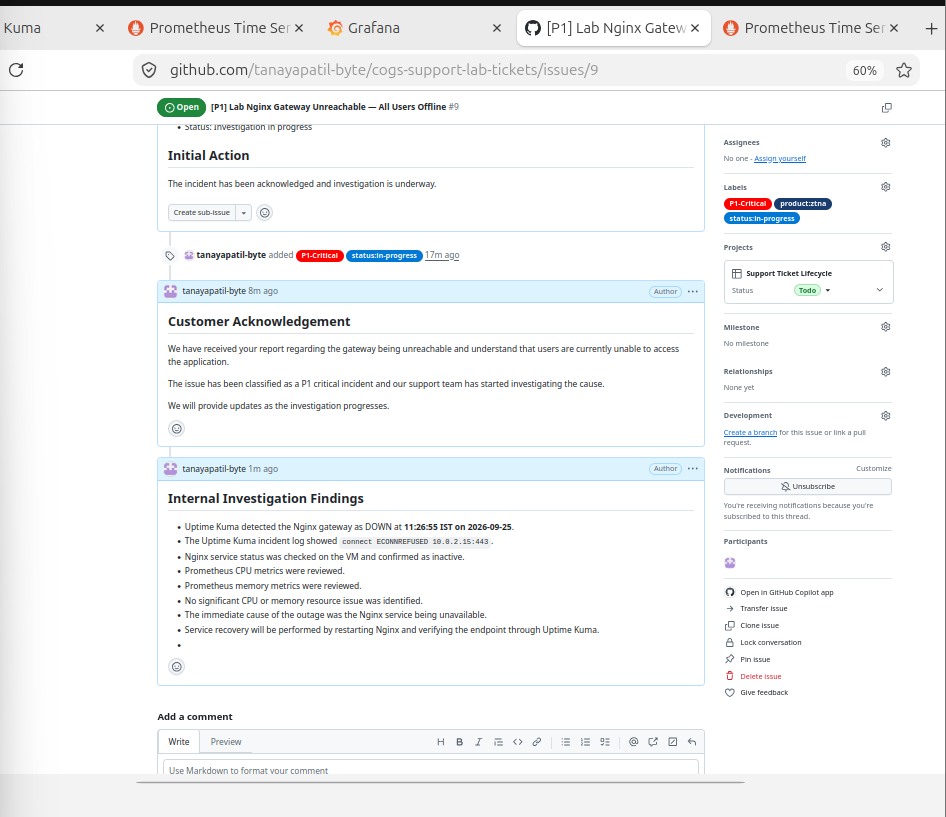 Kuma
Prometheus Time Ser
Grafana
[P1] Lab Nginx Gatew
Prometheus Time Ser
github.com/tanayapatil-byte/cogs-support-lab-tickets/issues/9
60%
Open
[P1] Lab Nginx Gateway Unreachable — All Users Offline #9
Status: Investigation in progress
Initial Action
The incident has been acknowledged and investigation is underway.
Create sub-issue
tanayapatil-byte added P1-Critical status:in-progress 17m ago
tanayapatil-byte 8m ago
Author
Customer Acknowledgement
We have received your report regarding the gateway being unreachable and understand that users are currently unable to access
the application.
The issue has been classified as a P1 critical incident and our support team has started investigating the cause.
We will provide updates as the investigation progresses.
tanayapatil-byte 1m ago
Author
Internal Investigation Findings
Uptime Kuma detected the Nginx gateway as DOWN at 11:26:55 IST on 2026-09-25.
The Uptime Kuma incident log showed connect ECONNREFUSED 10.0.2.15:443.
Nginx service status was checked on the VM and confirmed as inactive.
Prometheus CPU metrics were reviewed.
Prometheus memory metrics were reviewed.
No significant CPU or memory resource issue was identified.
The immediate cause of the outage was the Nginx service being unavailable.
Service recovery will be performed by restarting Nginx and verifying the endpoint through Uptime Kuma.
Add a comment
Write
Preview
Use Markdown to format your comment
Assignees
No one - Assign yourself
Labels
P1-Critical
product:ztna
status:in-progress
Projects
Support Ticket Lifecycle
Status
Todo
Milestone
No milestone
Relationships
None yet
Development
Create a branch for this issue or link a pull
request.
Notifications
Customize
Unsubscribe
You're receiving notifications because you're
subscribed to this thread.
Participants
Open in GitHub Copilot app
Transfer issue
Clone issue
Lock conversation
Pin issue
Delete issue
Give feedback